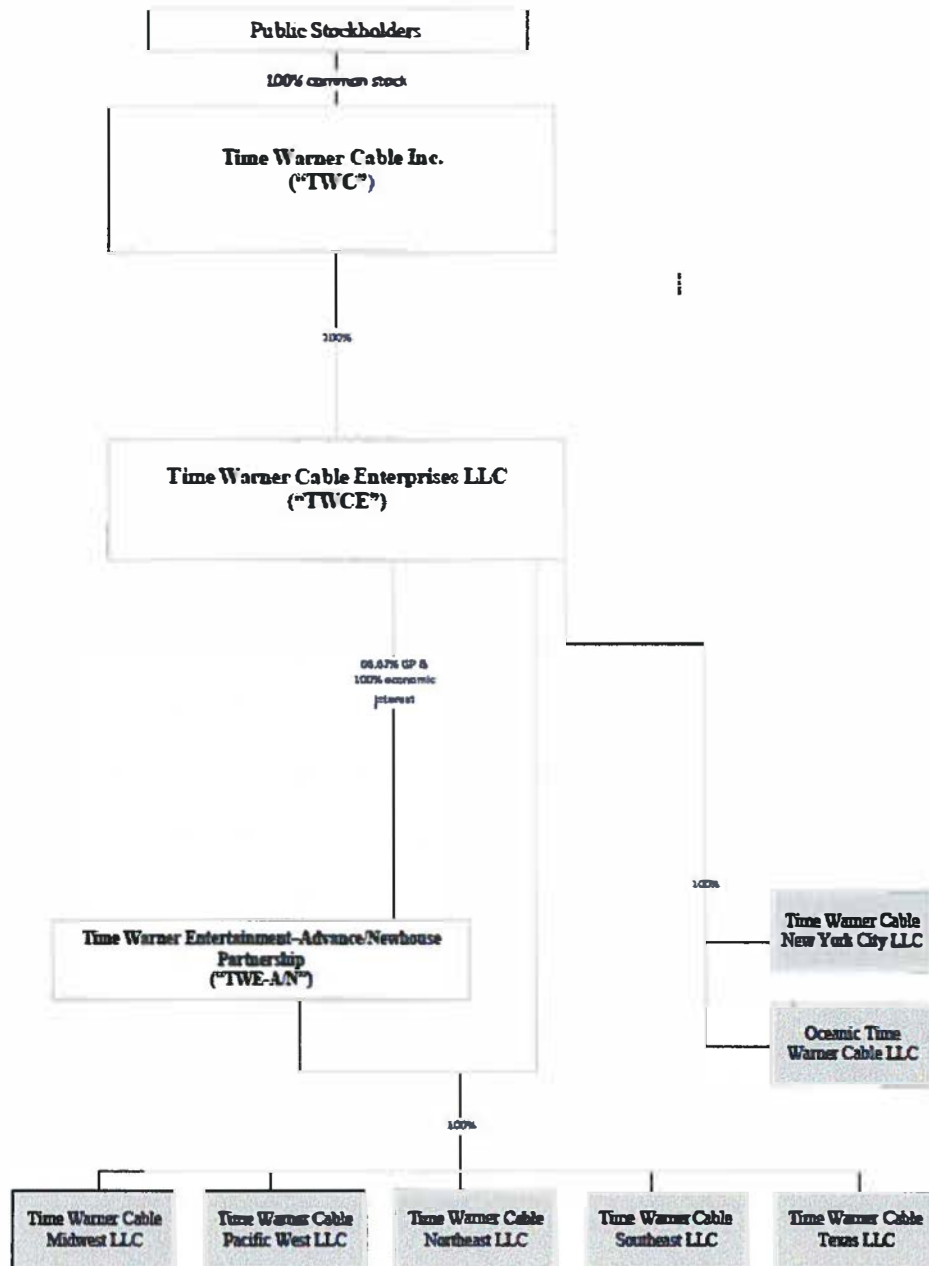 Public Stockholders
100% common stock
Time Warner Cable Inc.
("TWC")
100%
Time Warner Cable Enterprises LLC
("TWCE")
66.67% GP &
100% economic
interest
100%
Time Warner Cable
New York City LLC
Time Warner Entertainment–Advance/Newhouse
Partnership
("TWE-A/N")
Oceanic Time
Warner Cable LLC
100%
Time Warner Cable
Midwest LLC
Time Warner Cable
Pacific West LLC
Time Warner Cable
Northeast LLC
Time Warner Cable
Southeast LLC
Time Warner Cable
Texas LLC